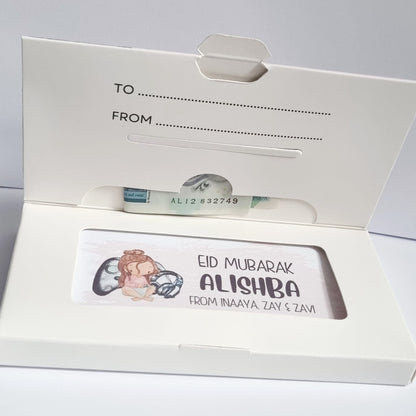 TO ......................................................
FROM ................................................
AL12 832749
EID MUBARAK
ALISHBA
FROM INAAYA, ZAY & ZAVI